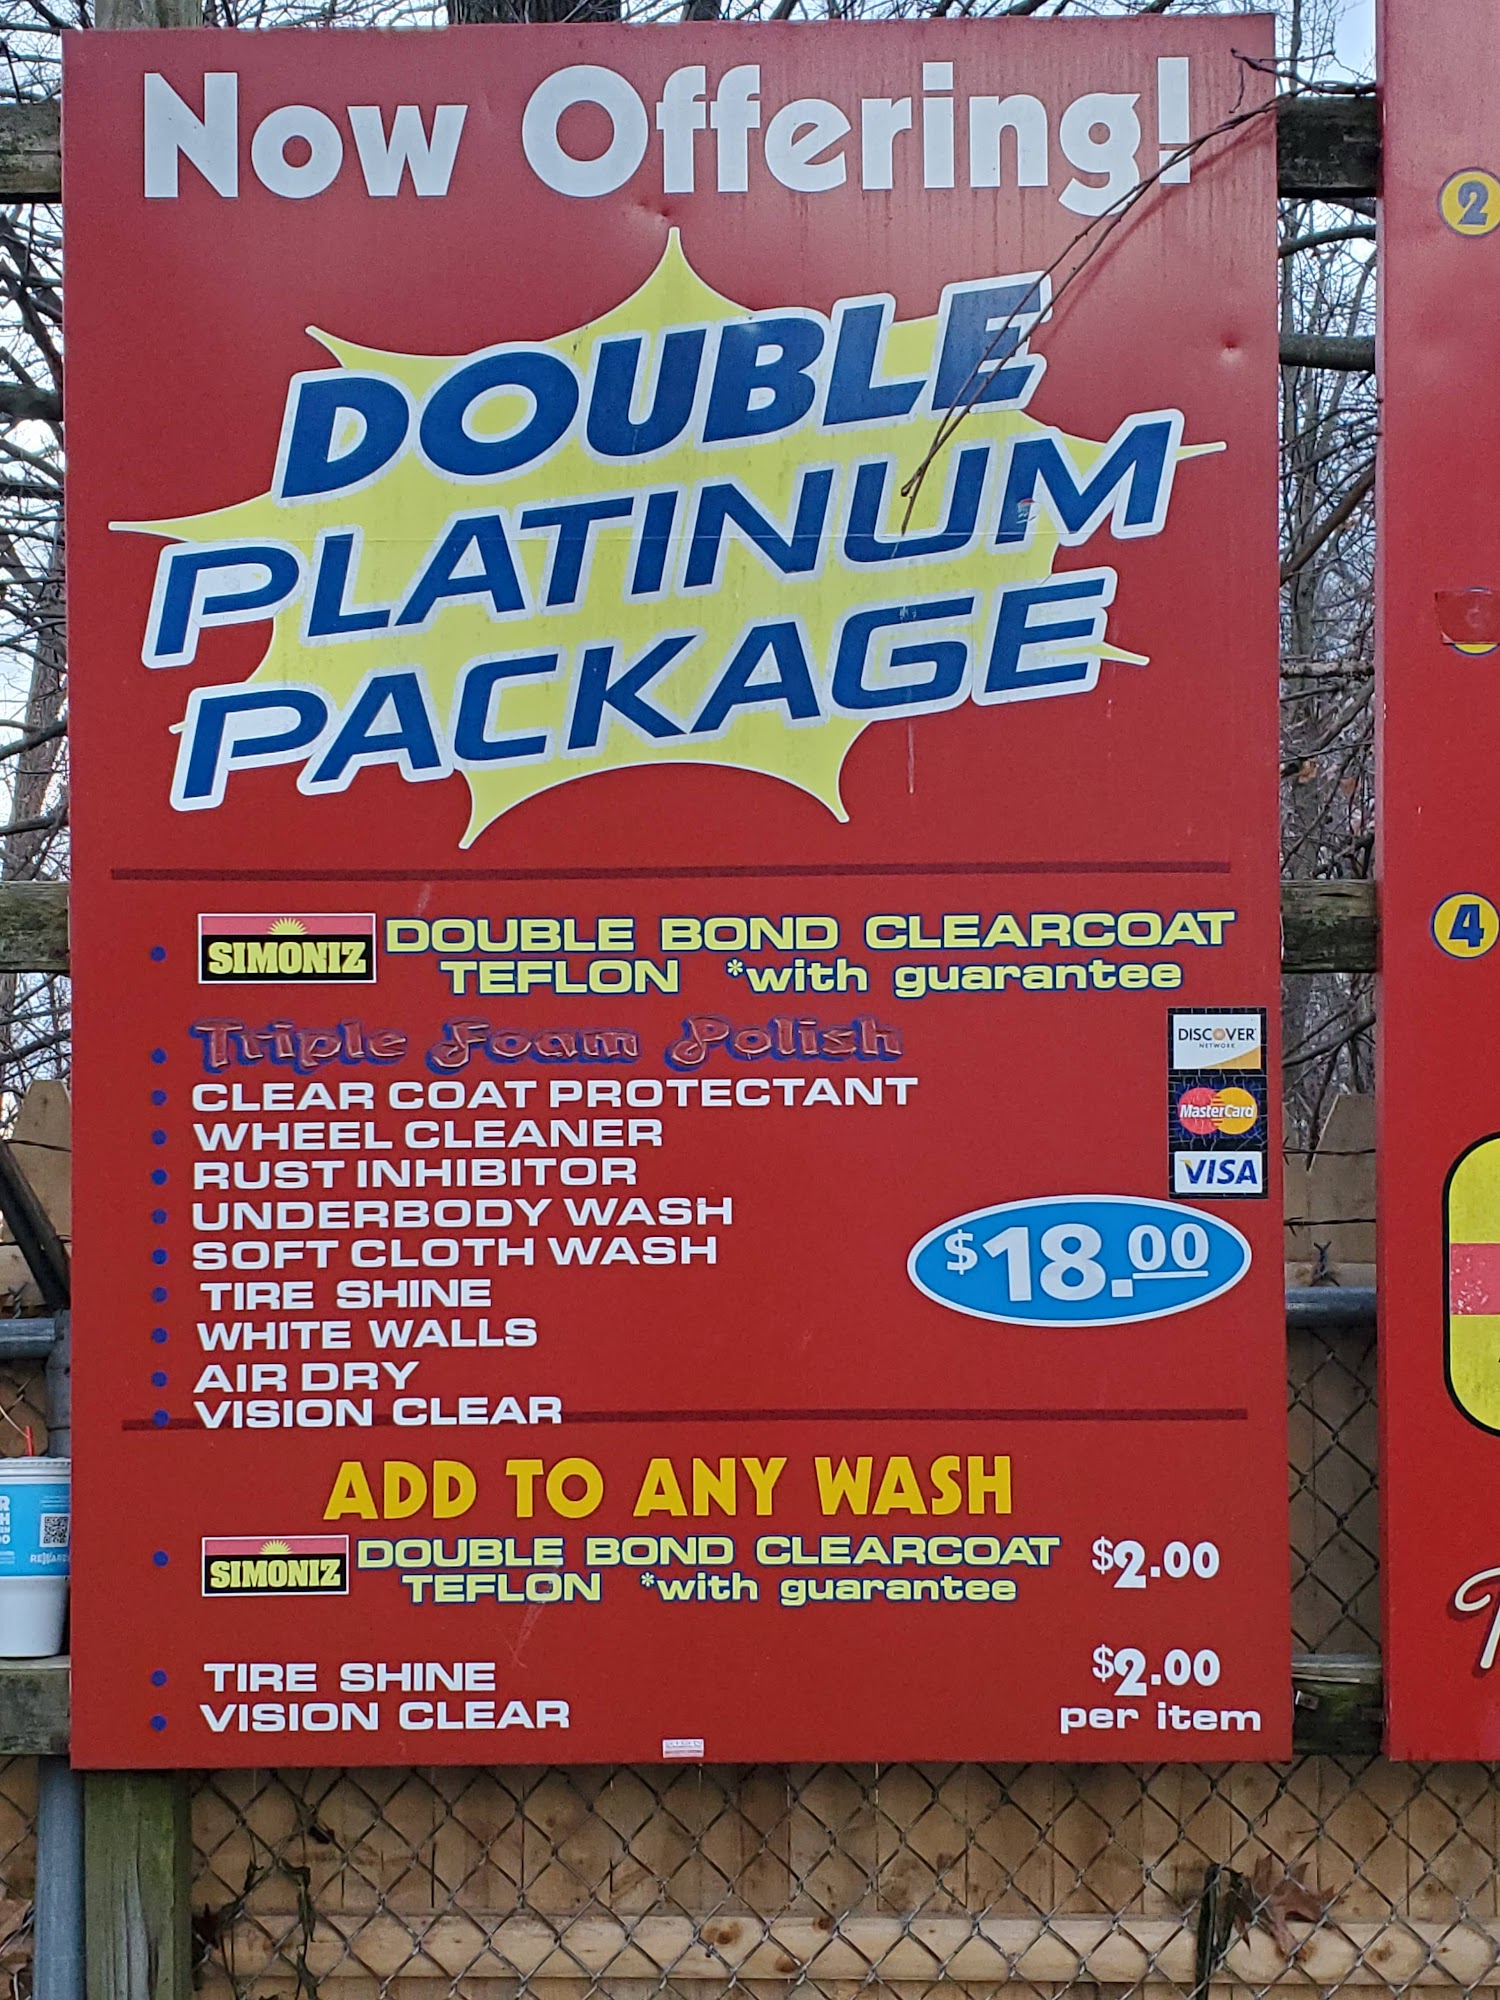 Now Offering!
DOUBLE
PLATINUM
PACKAGE
SIMONIZ DOUBLE BOND CLEARCOAT
TEFLON *with guarantee
Triple Foam Polish
CLEAR COAT PROTECTANT
WHEEL CLEANER
RUST INHIBITOR
UNDERBODY WASH
SOFT CLOTH WASH
TIRE SHINE
WHITE WALLS
AIR DRY
VISION CLEAR
DISCOVER
NETWORK
MasterCard
VISA
$18.00
ADD TO ANY WASH
SIMONIZ DOUBLE BOND CLEARCOAT $2.00
TEFLON *with guarantee
TIRE SHINE $2.00
VISION CLEAR per item
2
4